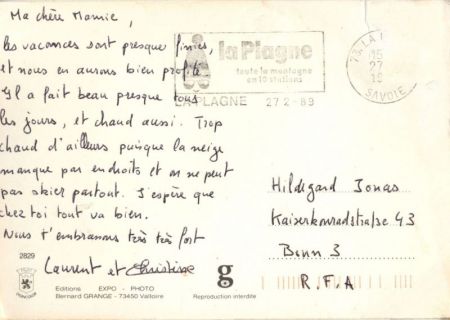 Ma chère Mamie,
les vacances sont presque finies,
et nous en aurons bien profité.
Il a fait beau presque tous
les jours, et chaud aussi. Trop
chaud d'ailleurs puisque la neige
manque par endroits et on ne peut
pas skier partout. J'espère que
chez toi tout va bien.
Nous t'embrassons très très fort
Laurent et Christine
la Plagne
toute la montagne
en 10 stations
LA PLAGNE 27 2-89
73 LA
27
SAVOIE
Hildegard Jonas
Kaiserkonradstraße 43
Bonn 3
R.F.A
2829
Editions EXPO - PHOTO
Bernard GRANGE - 73450 Valloire
g
Reproduction interdite